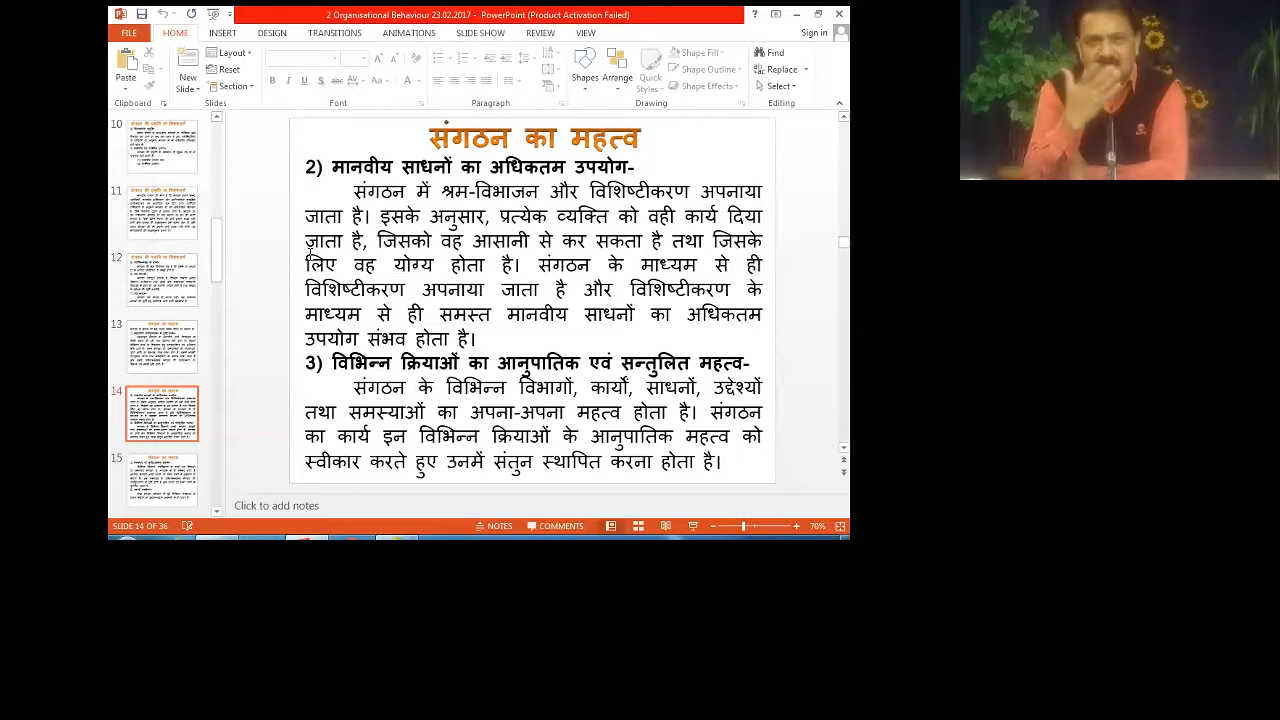 2 Organisational Behaviour 23.02.2017 - PowerPoint (Product Activation Failed)
FILE HOME INSERT DESIGN TRANSITIONS ANIMATIONS SLIDE SHOW REVIEW VIEW Sign in
Paste
New Slide
Layout
Reset
Section
Shapes
Arrange
Quick Styles
Shape Fill
Shape Outline
Shape Effects
Find
Replace
Select
Clipboard Slides Font Paragraph Drawing Editing
10
11
12
13
14
15
संगठन का महत्व
2) मानवीय साधनों का अधिकतम उपयोग-
संगठन में श्रम-विभाजन और विशिष्टीकरण अपनाया
जाता है। इसके अनुसार, प्रत्येक व्यक्ति को वही कार्य दिया
जाता है, जिसको वह आसानी से कर सकता है तथा जिसके
लिए वह योग्य होता है। संगठन के माध्यम से ही
विशिष्टीकरण अपनाया जाता है और विशिष्टीकरण के
माध्यम से ही समस्त मानवीय साधनों का अधिकतम
उपयोग संभव होता है।
3) विभिन्न क्रियाओं का आनुपातिक एवं सन्तुलित महत्व-
संगठन के विभिन्न विभागों, कार्यों, साधनों, उद्देश्यों
तथा समस्याओं का अपना-अपना महत्व होता है। संगठन
का कार्य इन विभिन्न क्रियाओं के आनुपातिक महत्व को
स्वीकार करते हुए उनमें संतुन स्थापित करना होता है।
Click to add notes
SLIDE 14 OF 36 NOTES COMMENTS 70%